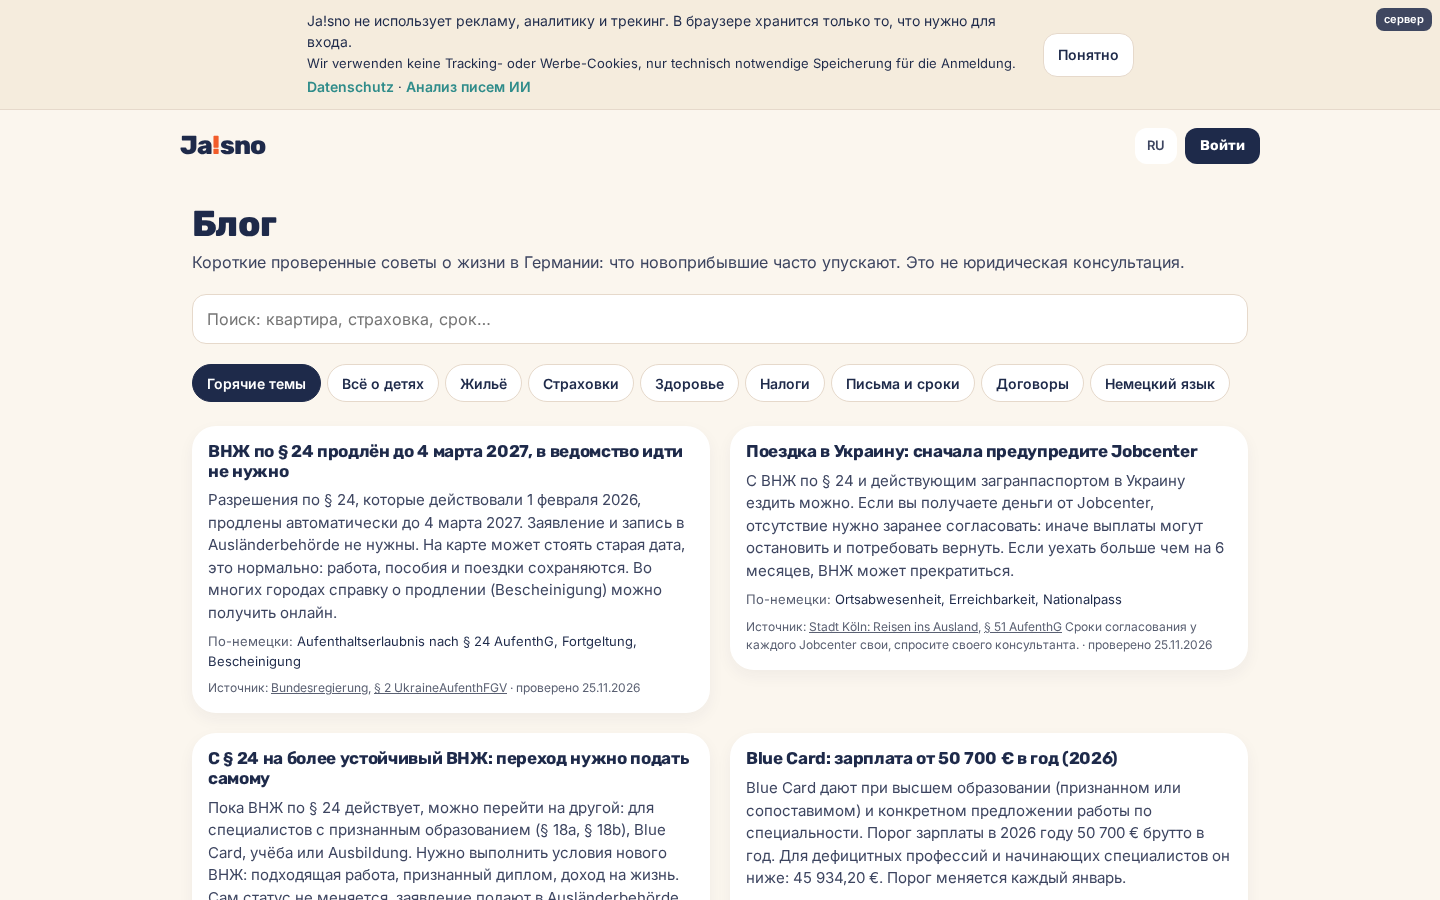 Ja!sno не использует рекламу, аналитику и трекинг. В браузере хранится только то, что нужно для
входа.
Wir verwenden keine Tracking- oder Werbe-Cookies, nur technisch notwendige Speicherung für die Anmeldung.
Datenschutz · Анализ писем ИИ
Понятно
сервер
Ja!sno
RU
Войти
Блог
Короткие проверенные советы о жизни в Германии: что новоприбывшие часто упускают. Это не юридическая консультация.
Поиск: квартира, страховка, срок...
Горячие темы
Всё о детях
Жильё
Страховки
Здоровье
Налоги
Письма и сроки
Договоры
Немецкий язык
ВНЖ по § 24 продлён до 4 марта 2027, в ведомство идти
не нужно
Разрешения по § 24, которые действовали 1 февраля 2026,
продлены автоматически до 4 марта 2027. Заявление и запись в
Ausländerbehörde не нужны. На карте может стоять старая дата,
это нормально: работа, пособия и поездки сохраняются. Во
многих городах справку о продлении (Bescheinigung) можно
получить онлайн.
По-немецки: Aufenthaltserlaubnis nach § 24 AufenthG, Fortgeltung,
Bescheinigung
Источник: Bundesregierung, § 2 UkraineAufenthFGV · проверено 25.11.2026
Поездка в Украину: сначала предупредите Jobcenter
С ВНЖ по § 24 и действующим загранпаспортом в Украину
ездить можно. Если вы получаете деньги от Jobcenter,
отсутствие нужно заранее согласовать: иначе выплаты могут
остановить и потребовать вернуть. Если уехать больше чем на 6
месяцев, ВНЖ может прекратиться.
По-немецки: Ortsabwesenheit, Erreichbarkeit, Nationalpass
Источник: Stadt Köln: Reisen ins Ausland, § 51 AufenthG Сроки согласования у
каждого Jobcenter свои, спросите своего консультанта. · проверено 25.11.2026
С § 24 на более устойчивый ВНЖ: переход нужно подать
самому
Пока ВНЖ по § 24 действует, можно перейти на другой: для
специалистов с признанным образованием (§ 18a, § 18b), Blue
Card, учёба или Ausbildung. Нужно выполнить условия нового
ВНЖ: подходящая работа, признанный диплом, доход на жизнь.
Сам статус не меняется, заявление подают в Ausländerbehörde
Blue Card: зарплата от 50 700 € в год (2026)
Blue Card дают при высшем образовании (признанном или
сопоставимом) и конкретном предложении работы по
специальности. Порог зарплаты в 2026 году 50 700 € брутто в
год. Для дефицитных профессий и начинающих специалистов он
ниже: 45 934,20 €. Порог меняется каждый январь.